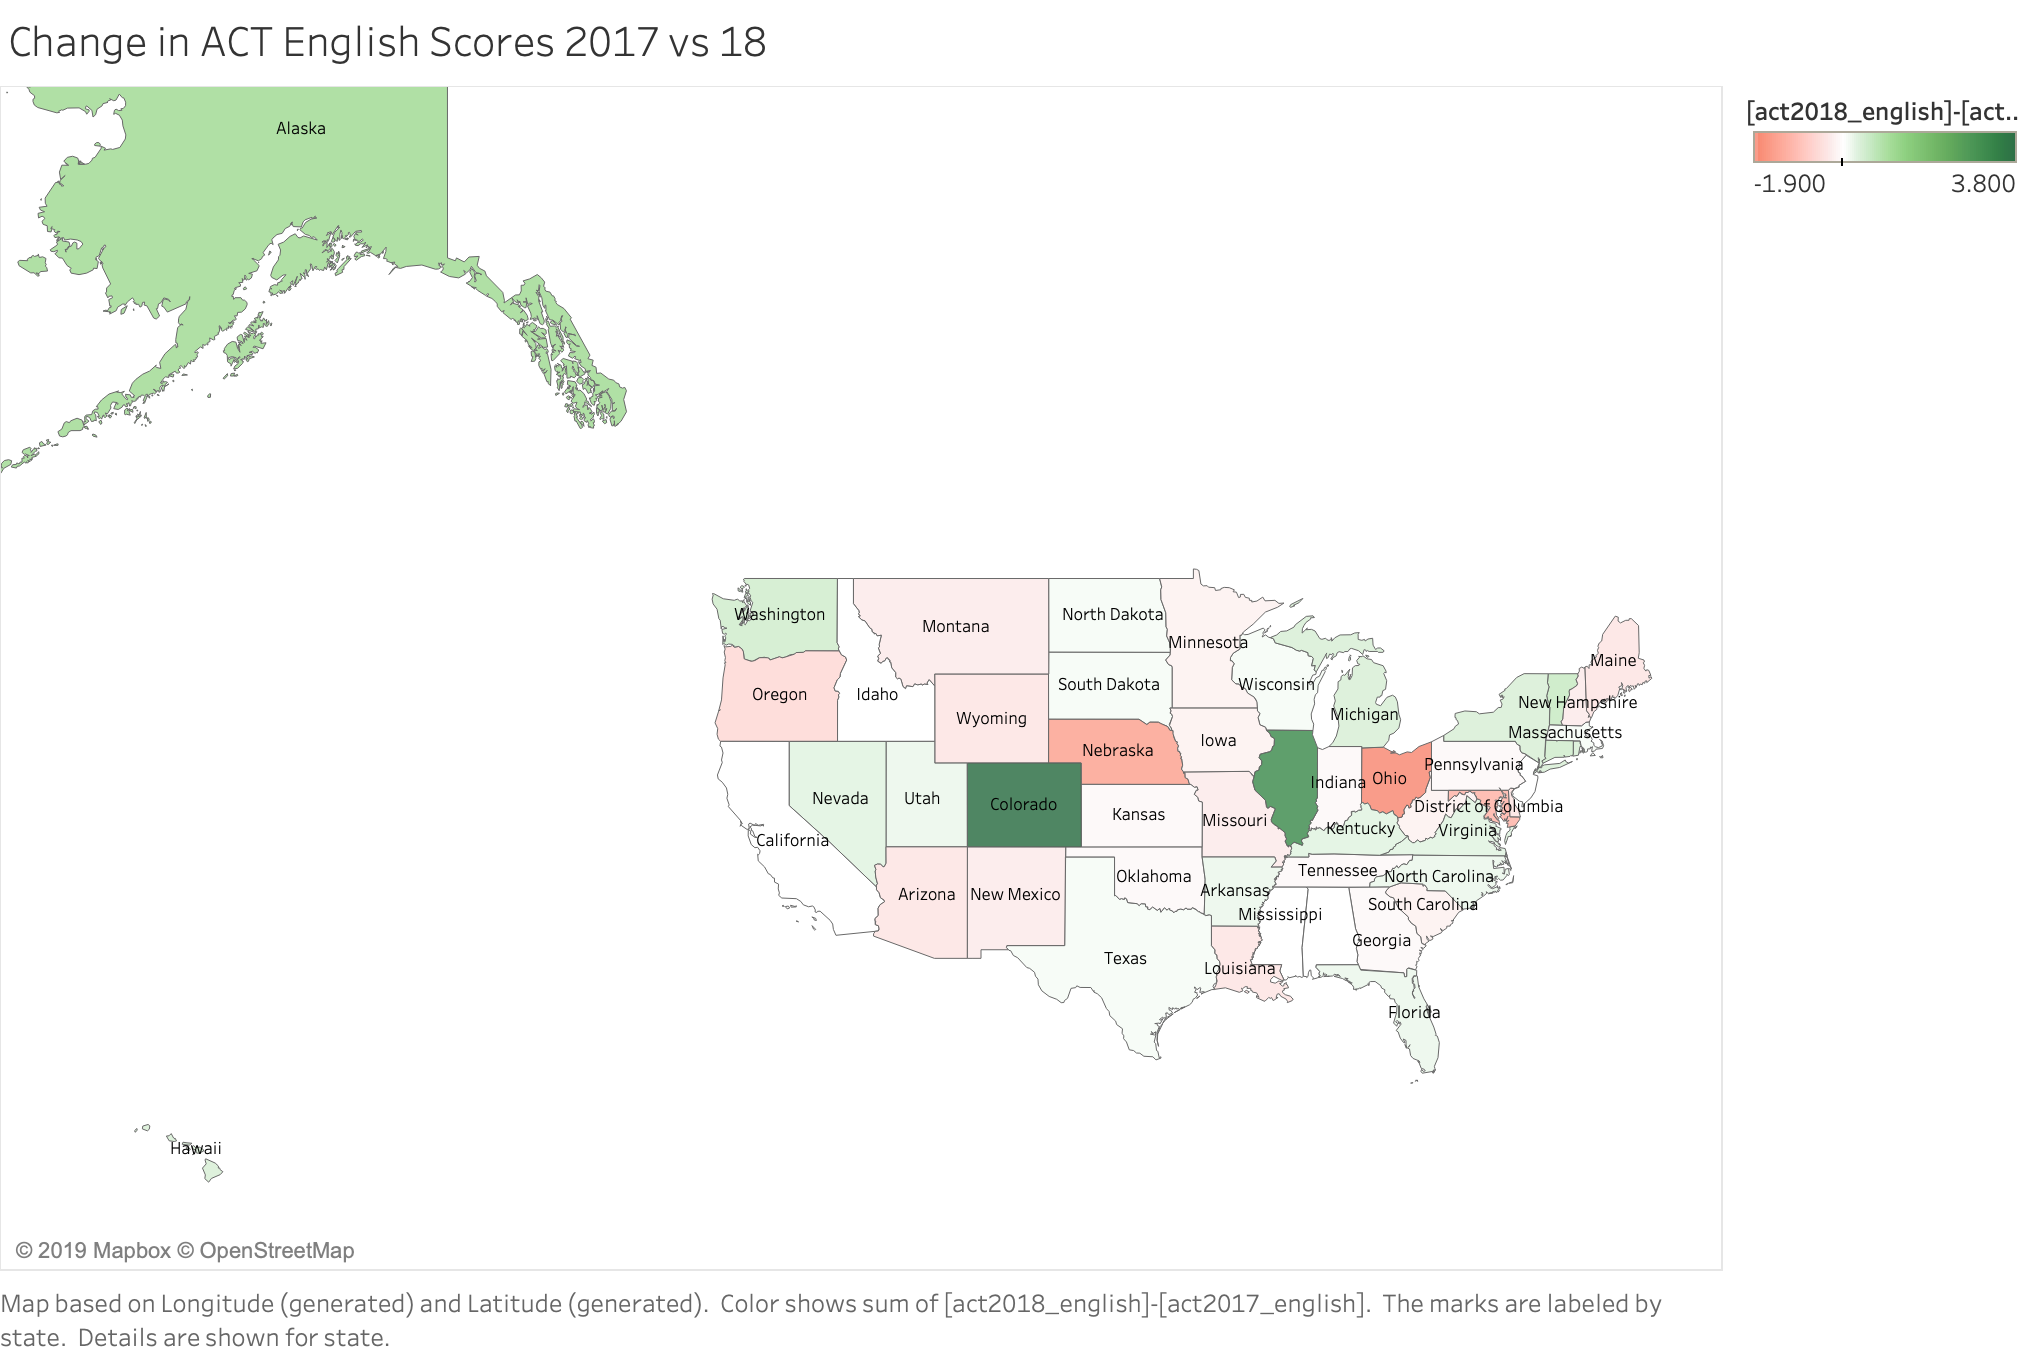 Change in ACT English Scores 2017 vs 18
[act2018_english]-[act..
-1.900 3.800
Alaska
Washington
North Dakota
Montana
Minnesota
Maine
Oregon
Idaho
South Dakota
Wisconsin
New Hampshire
Wyoming
Michigan
Massachusetts
Iowa
Nebraska
Pennsylvania
Ohio
Indiana
Nevada
Utah
Colorado
District of Columbia
Kansas
Missouri
Kentucky
Virginia
California
Tennessee
Oklahoma
North Carolina
Arkansas
Arizona
New Mexico
South Carolina
Mississippi
Georgia
Texas
Louisiana
Florida
Hawaii
© 2019 Mapbox © OpenStreetMap
Map based on Longitude (generated) and Latitude (generated).  Color shows sum of [act2018_english]-[act2017_english].  The marks are labeled by
state.  Details are shown for state.